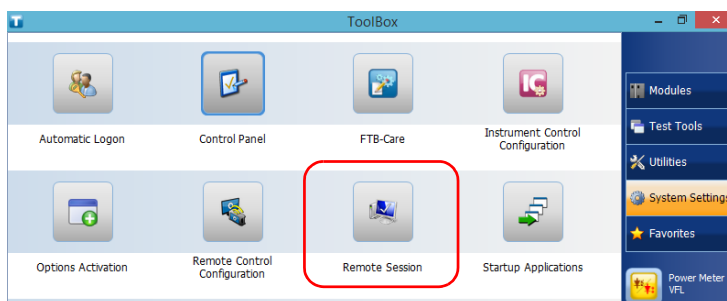 T
ToolBox
Automatic Logon
Control Panel
FTB-Care
IC
Instrument Control
Configuration
Options Activation
Remote Control
Configuration
Remote Session
Startup Applications
Modules
Test Tools
Utilities
System Settings
Favorites
Power Meter
VFL